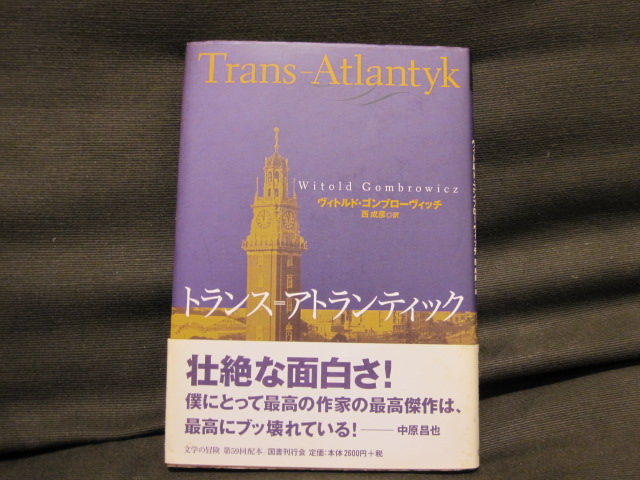 Trans-Atlantyk
Witold Gombrowicz
ヴィトルド・ゴンブローヴィッチ
西成彦◎訳
トランス=アトランティック
壮絶な面白さ!
僕にとって最高の作家の最高傑作は、
最高にブッ壊れている!——中原昌也
文学の冒険 第59回配本 国書刊行会 定価:本体2600円+税